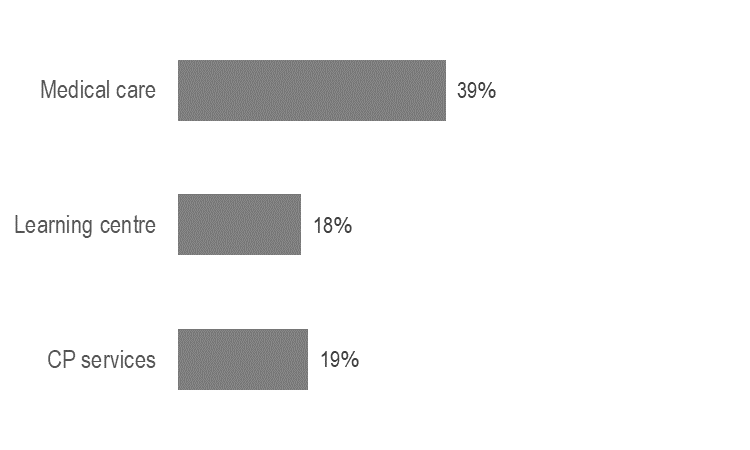 Medical care 39%
Learning centre 18%
CP services 19%